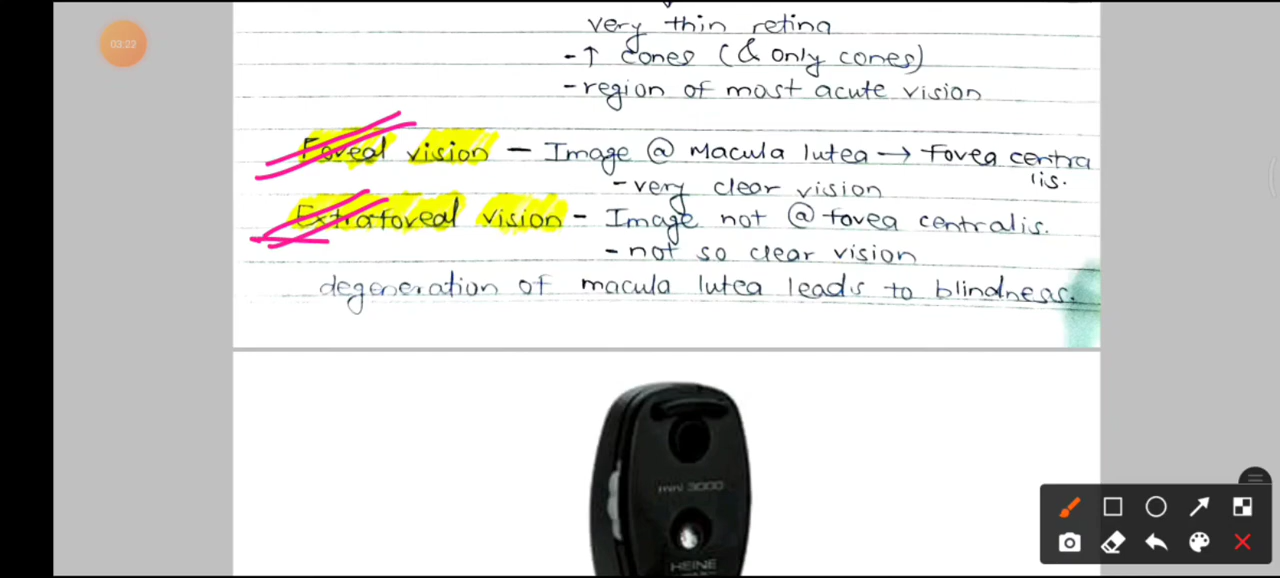 03:22
very thin retina
- ↑ cones (& only cones)
- region of most acute vision
Foveal vision - Image @ Macula lutea → Fovea centra
lis.
- very clear vision
Extrafoveal vision - Image not @ fovea centralis.
- not so clear vision
degeneration of macula lutea leads to blindness.
mini 3000
HEINE